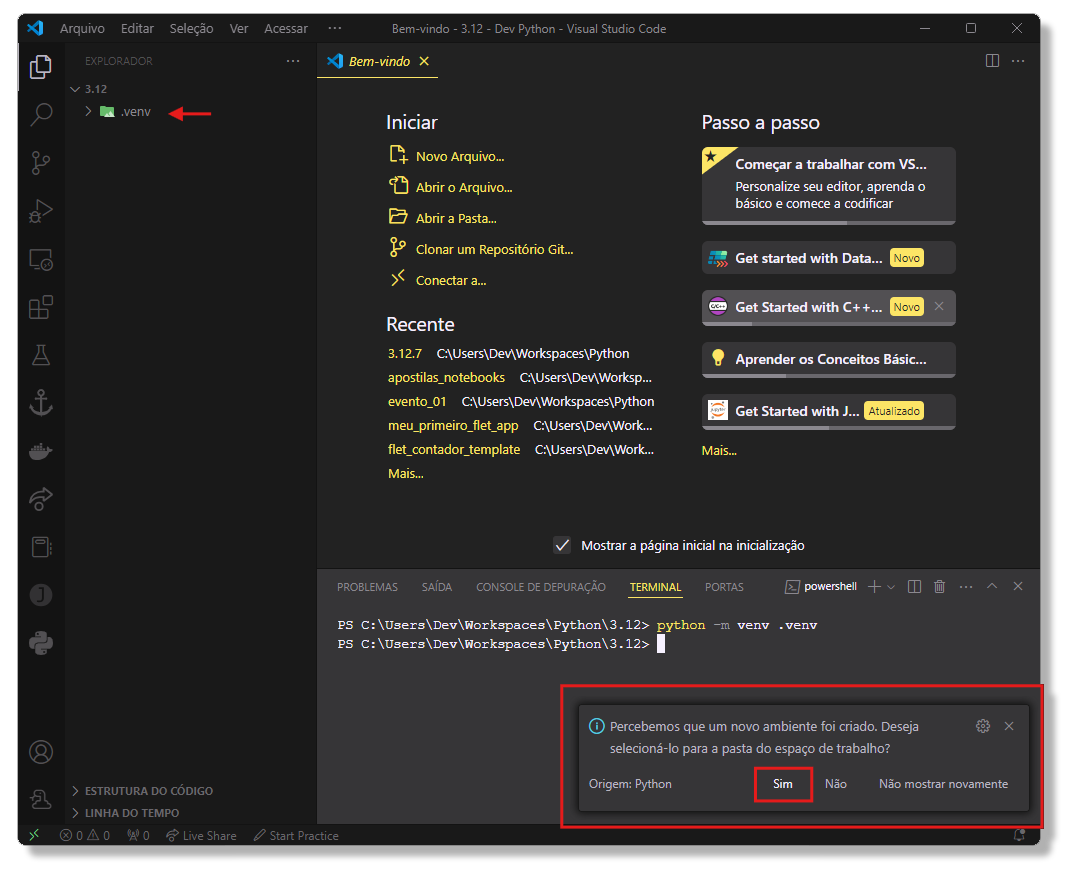 Arquivo Editar Seleção Ver Acessar ··· Bem-vindo - 3.12 - Dev Python - Visual Studio Code
EXPLORADOR ···
3.12
.venv
Bem-vindo
Iniciar
Novo Arquivo...
Abrir o Arquivo...
Abrir a Pasta...
Clonar um Repositório Git...
Conectar a...
Recente
3.12.7 C:\Users\Dev\Workspaces\Python
apostilas_notebooks C:\Users\Dev\Worksp...
evento_01 C:\Users\Dev\Workspaces\Python
meu_primeiro_flet_app C:\Users\Dev\Work...
flet_contador_template C:\Users\Dev\Work...
Mais...
Passo a passo
Começar a trabalhar com VS...
Personalize seu editor, aprenda o
básico e comece a codificar
Get started with Data... Novo
C/C++ Get Started with C++... Novo
Aprender os Conceitos Básic...
jupyter Get Started with J... Atualizado
Mais...
Mostrar a página inicial na inicialização
PROBLEMAS SAÍDA CONSOLE DE DEPURAÇÃO TERMINAL PORTAS powershell
PS C:\Users\Dev\Workspaces\Python\3.12> python -m venv .venv
PS C:\Users\Dev\Workspaces\Python\3.12>
Percebemos que um novo ambiente foi criado. Deseja
selecioná-lo para a pasta do espaço de trabalho?
Origem: Python Sim Não Não mostrar novamente
J
ESTRUTURA DO CÓDIGO
LINHA DO TEMPO
0 0 0 Live Share Start Practice